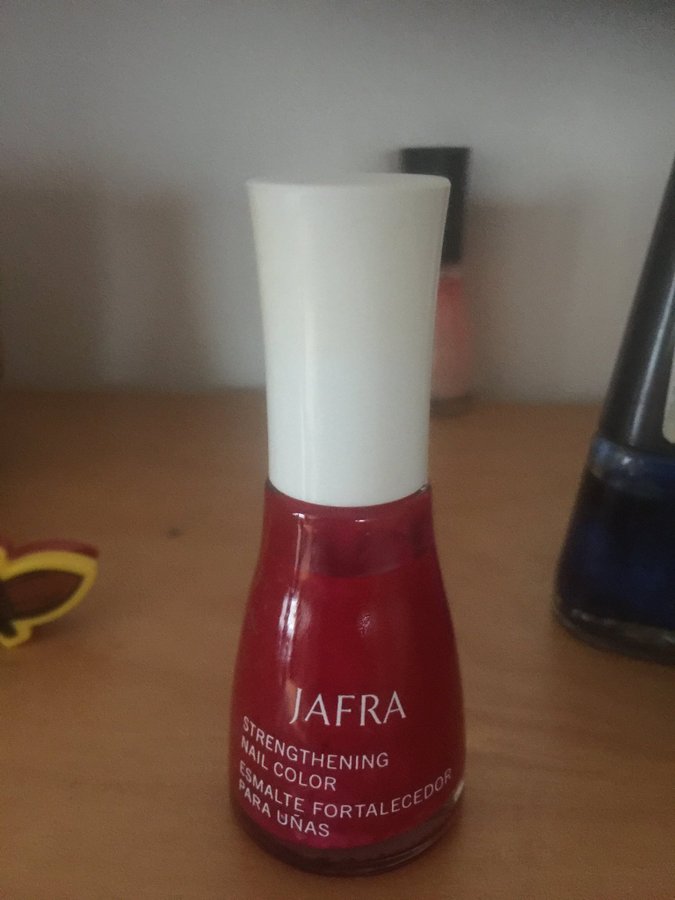 JAFRA
STRENGTHENING
NAIL COLOR
ESMALTE FORTALECEDOR
PARA UÑAS